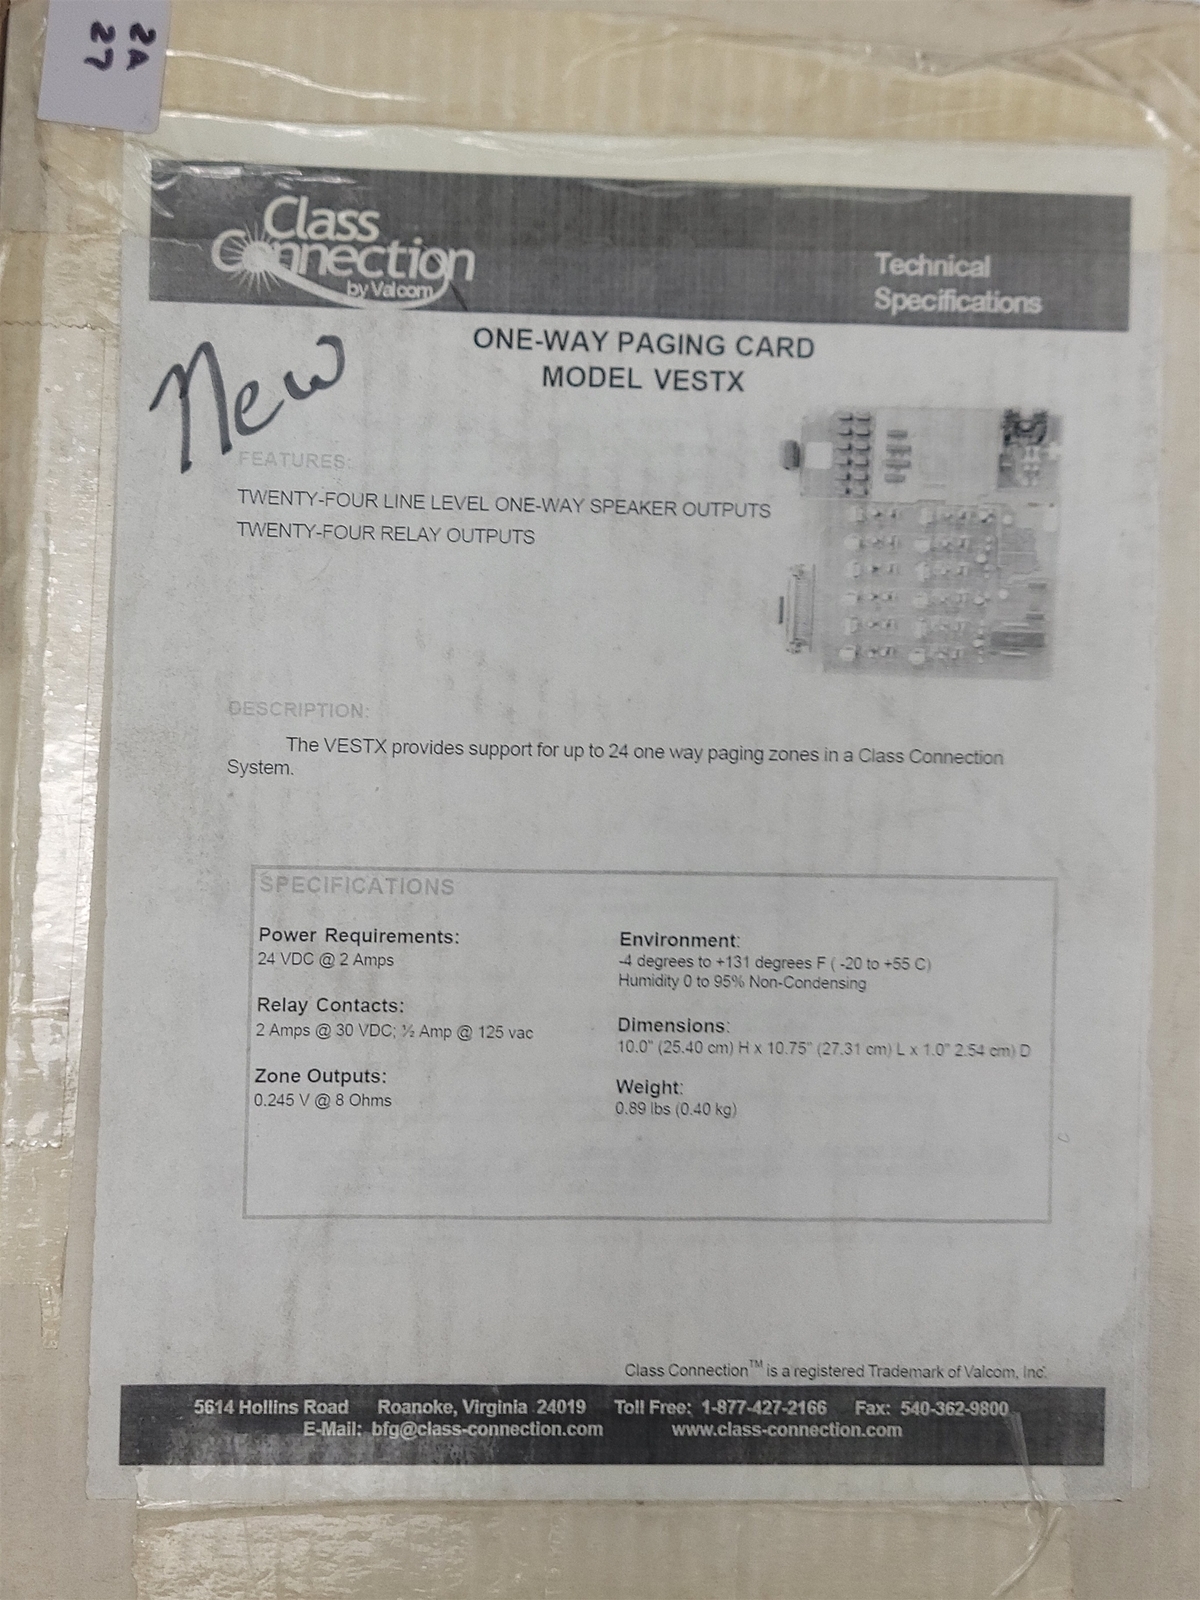 2A
27
Class
Connection
by Valcom
Technical
Specifications
New
ONE-WAY PAGING CARD
MODEL VESTX
FEATURES:
TWENTY-FOUR LINE LEVEL ONE-WAY SPEAKER OUTPUTS
TWENTY-FOUR RELAY OUTPUTS
DESCRIPTION:
The VESTX provides support for up to 24 one way paging zones in a Class Connection
System.
SPECIFICATIONS
Power Requirements:
24 VDC @ 2 Amps
Relay Contacts:
2 Amps @ 30 VDC; ½ Amp @ 125 vac
Zone Outputs:
0.245 V @ 8 Ohms
Environment:
-4 degrees to +131 degrees F ( -20 to +55 C)
Humidity 0 to 95% Non-Condensing
Dimensions:
10.0" (25.40 cm) H x 10.75" (27.31 cm) L x 1.0" 2.54 cm) D
Weight:
0.89 lbs (0.40 kg)
Class Connection™ is a registered Trademark of Valcom, Inc.
5614 Hollins Road Roanoke, Virginia 24019 Toll Free: 1-877-427-2166 Fax: 540-362-9800
E-Mail: bfg@class-connection.com www.class-connection.com